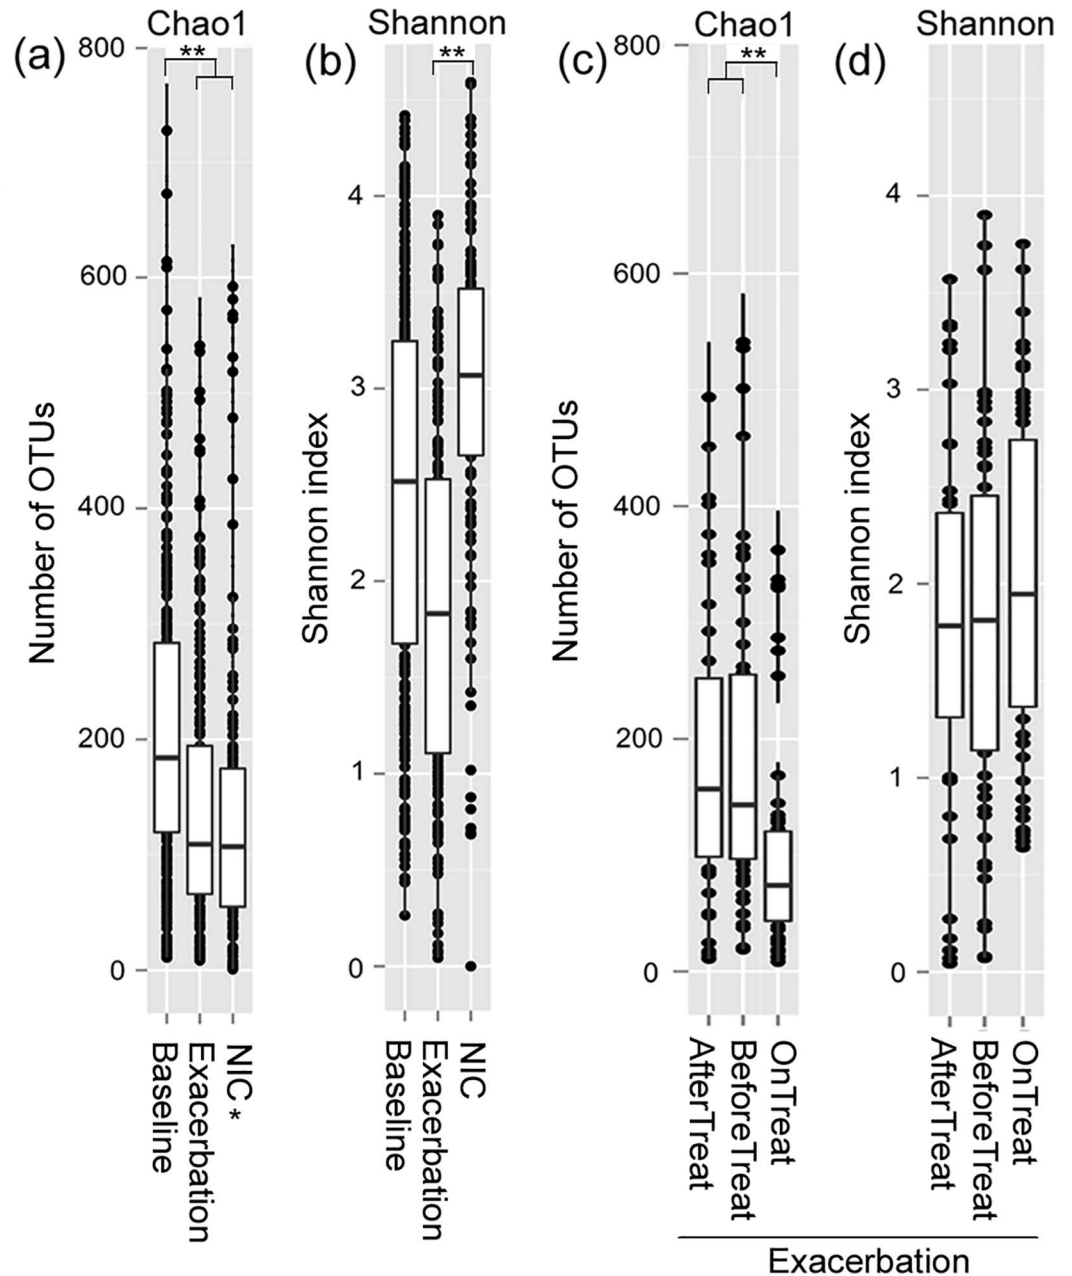 (a)
Chao1
**
800
600
400
200
0
Number of OTUs
Baseline
Exacerbation
NIC *
(b)
Shannon
**
4
3
2
1
0
Shannon index
Baseline
Exacerbation
NIC
(c)
Chao1
**
800
600
400
200
0
Number of OTUs
AfterTreat
BeforeTreat
OnTreat
(d)
Shannon
4
3
2
1
0
Shannon index
AfterTreat
BeforeTreat
OnTreat
Exacerbation